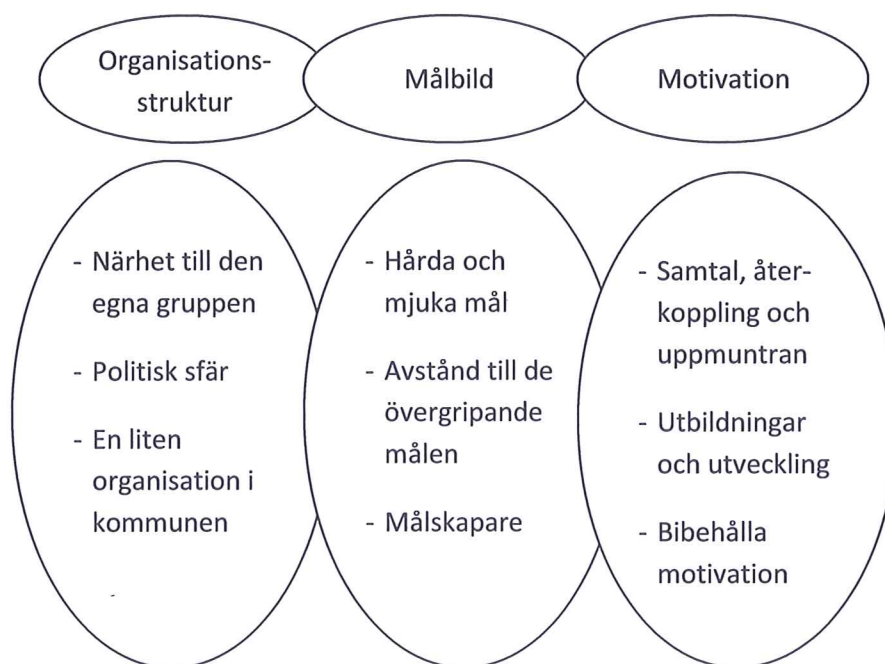 Organisations-
struktur
Målbild
Motivation
- Närhet till den
egna gruppen
- Politisk sfär
- En liten
organisation i
kommunen
- Hårda och
mjuka mål
- Avstånd till de
övergripande
målen
- Målskapare
- Samtal, åter-
koppling och
uppmuntran
- Utbildningar
och utveckling
- Bibehålla
motivation